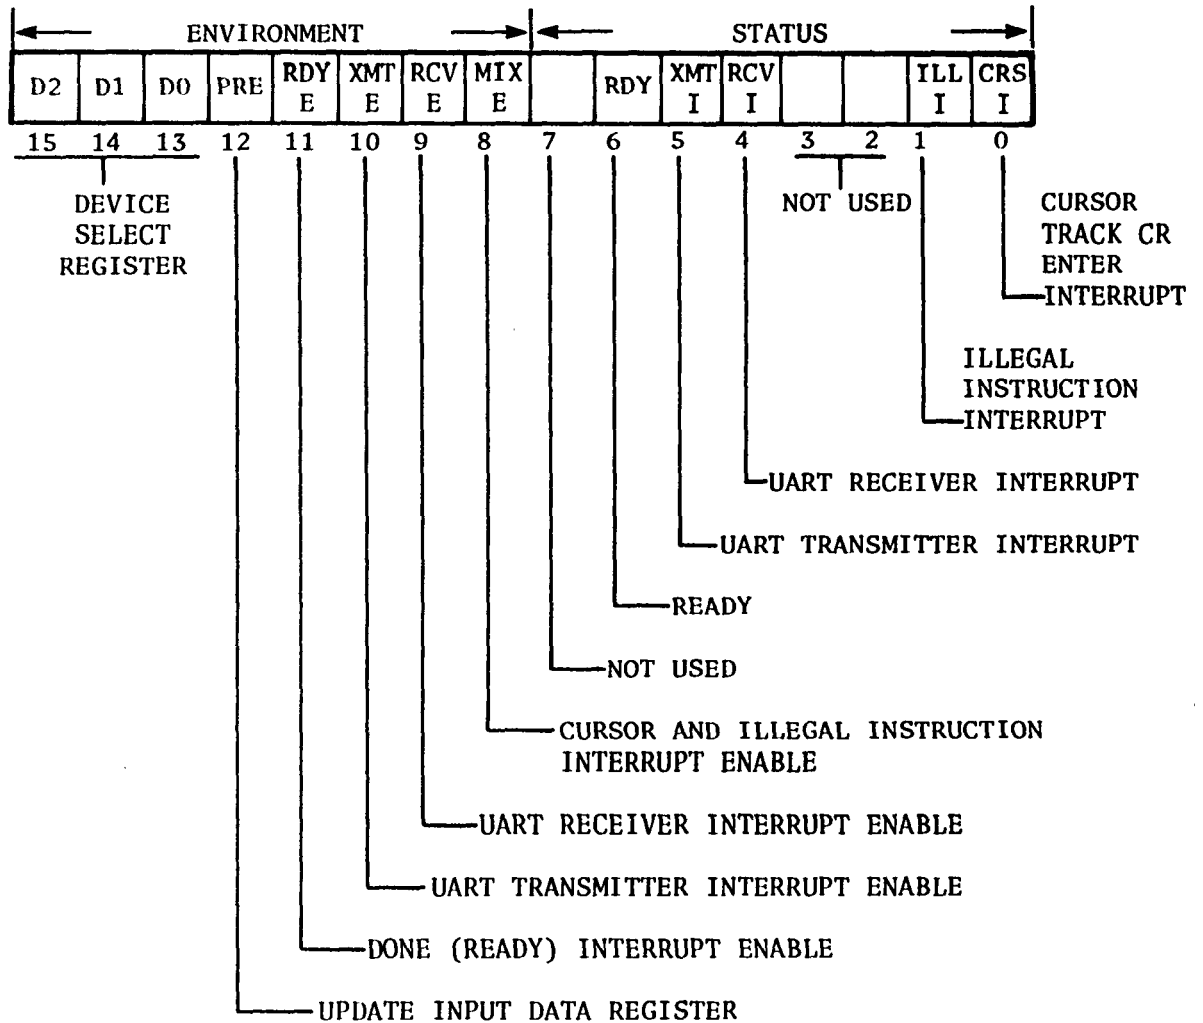 ENVIRONMENT STATUS
D2 D1 D0 PRE RDY E XMT E RCV E MIX E RDY XMT I RCV I ILL I CRS I
15 14 13 12 11 10 9 8 7 6 5 4 3 2 1 0
DEVICE
SELECT
REGISTER
NOT USED
CURSOR
TRACK CR
ENTER
INTERRUPT
ILLEGAL
INSTRUCTION
INTERRUPT
UART RECEIVER INTERRUPT
UART TRANSMITTER INTERRUPT
READY
NOT USED
CURSOR AND ILLEGAL INSTRUCTION
INTERRUPT ENABLE
UART RECEIVER INTERRUPT ENABLE
UART TRANSMITTER INTERRUPT ENABLE
DONE (READY) INTERRUPT ENABLE
UPDATE INPUT DATA REGISTER